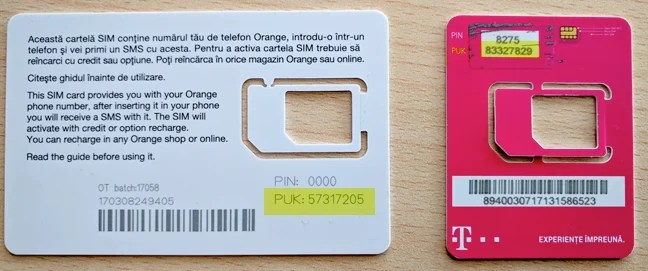 Această cartelă SIM conține numărul tău de telefon Orange, introdu-o într-un
telefon și vei primi un SMS cu acesta. Pentru a activa cartela SIM trebuie să
reîncarci cu credit sau opțiune. Poți reîncărca în orice magazin Orange sau online.
Citește ghidul înainte de utilizare.
This SIM card provides you with your Orange
phone number, after inserting it in your phone
you will receive a SMS with it. The SIM will
activate with credit or option recharge.
You can recharge in any Orange shop or online.
Read the guide before using it.
OT batch:17058
170308249405
PIN: 0000
PUK: 57317205
PIN: 8275
PUK: 83327829
8940030717131586523
T
EXPERIENȚE ÎMPREUNĂ.